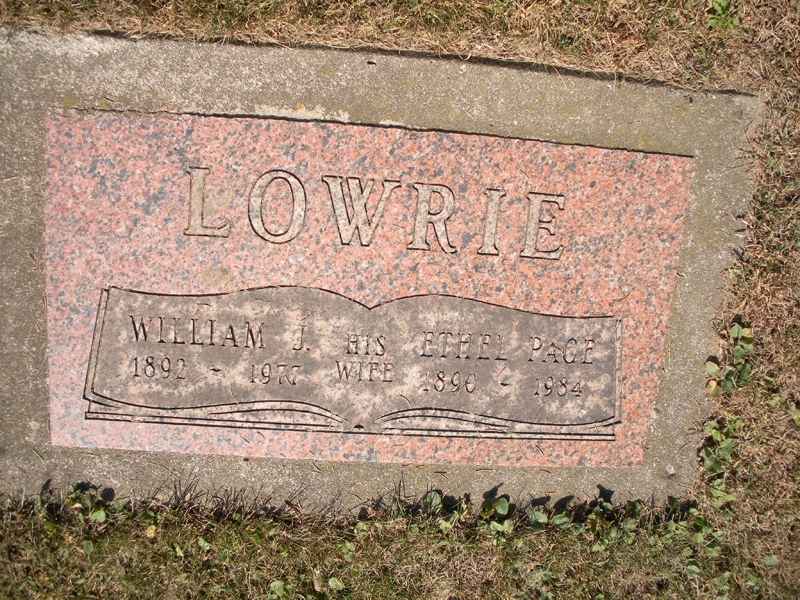 LOWRIE
WILLIAM J. HIS ETHEL PAGE
1892 - 1977 WIFE 1890 - 1984